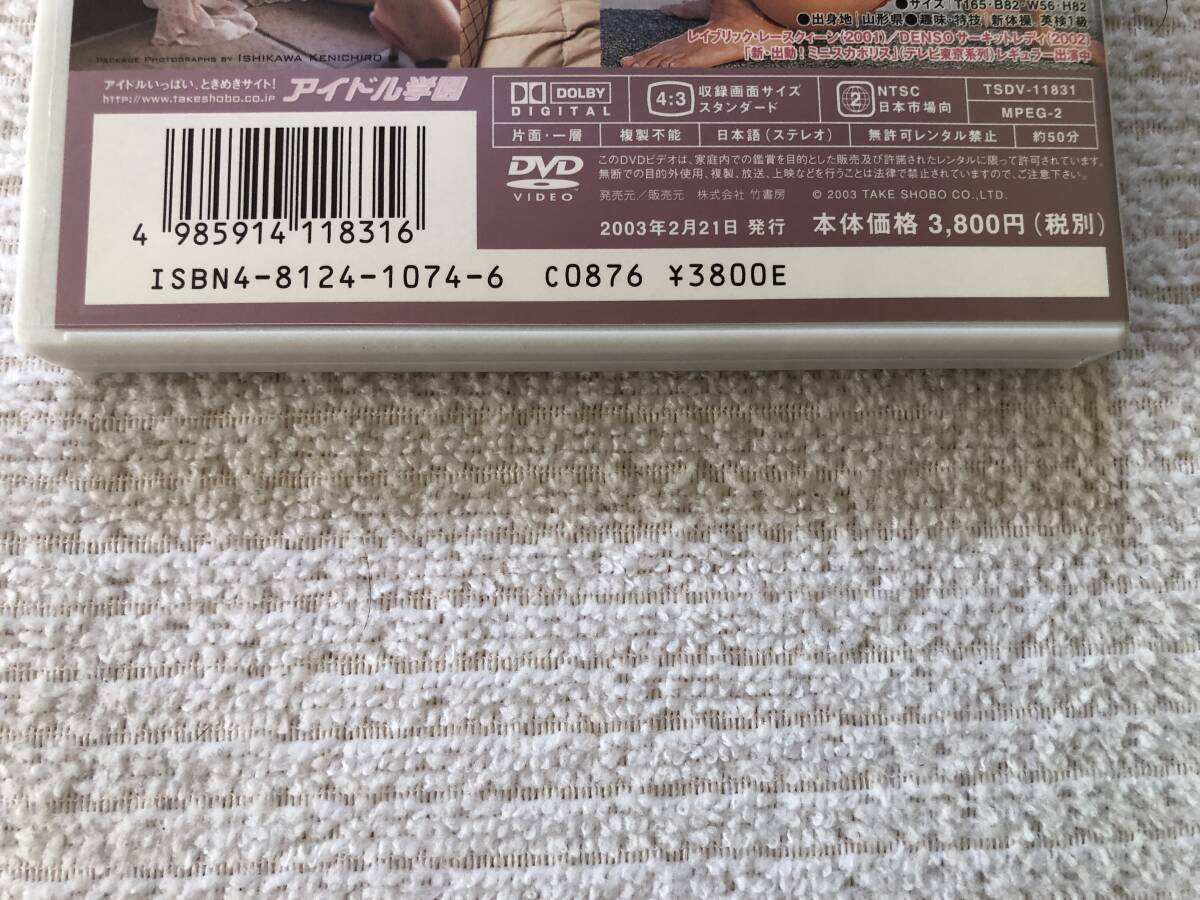 ●サイズ│T165・B82・W56・H82
●出身地│山形県●趣味・特技│新体操、英検1級
レイブリック・レースクィーン(2001)／DENSOサーキットレディ(2002)
「新・出動!ミニスカポリス」(テレビ東京系列)レギュラー出演中
PACKAGE PHOTOGRAPHS BY ISHIKAWA KENICHIRO
アイドルいっぱい、ときめきサイト!
http://www.takeshobo.co.jp
アイドル学園
DOLBY
DIGITAL
4:3
収録画面サイズ
スタンダード
2
NTSC
日本市場向
TSDV-11831
MPEG-2
片面・一層
複製不能
日本語(ステレオ)
無許可レンタル禁止
約50分
DVD
VIDEO
このDVDビデオは、家庭内での鑑賞を目的とした販売及び許諾されたレンタルに限って許可されています。
無断での目的外使用、複製、放送、上映などを行うことは法律で禁止されていますので、ご注意下さい。
発売元／販売元 株式会社 竹書房 © 2003 TAKE SHOBO CO.,LTD.
2003年2月21日 発行 本体価格 3,800円(税別)
4 985914 118316
ISBN4-8124-1074-6 C0876 ¥3800E